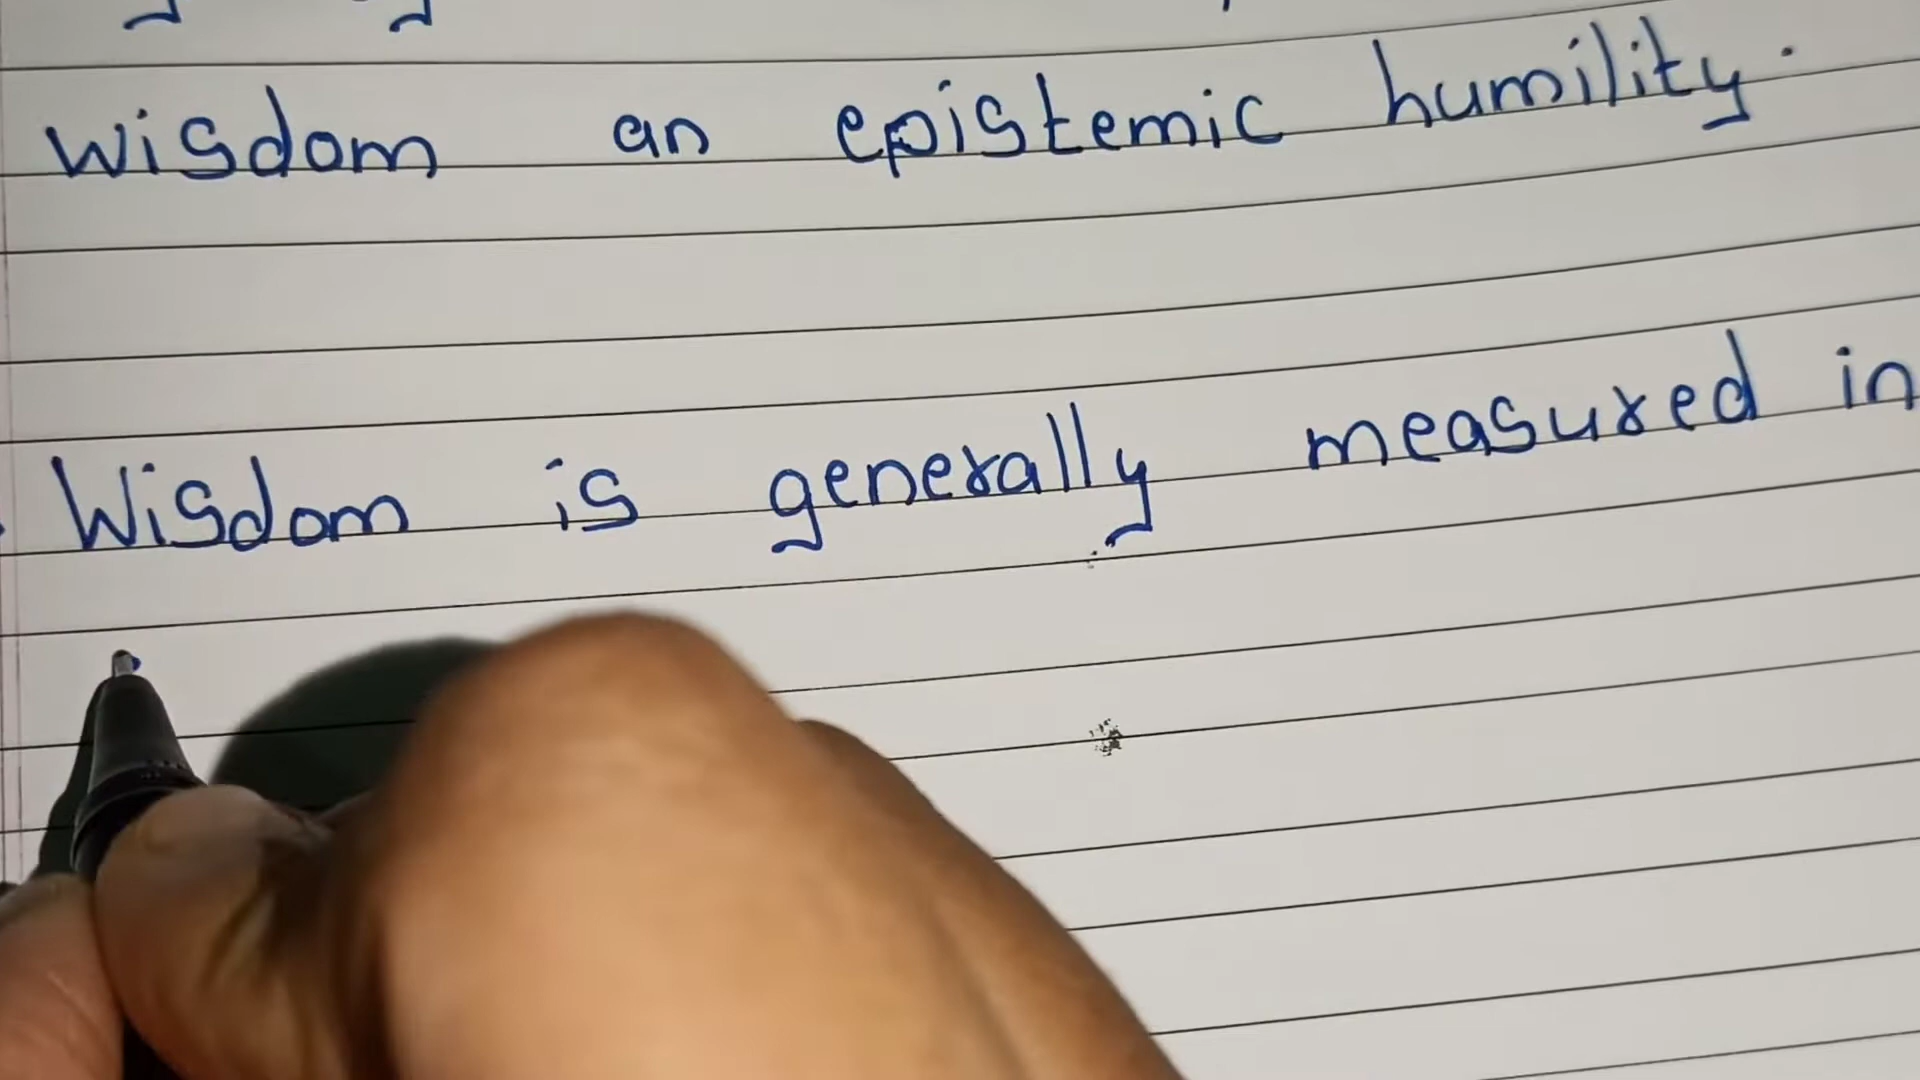 wisdom an epistemic humility.
Wisdom is generally measured in